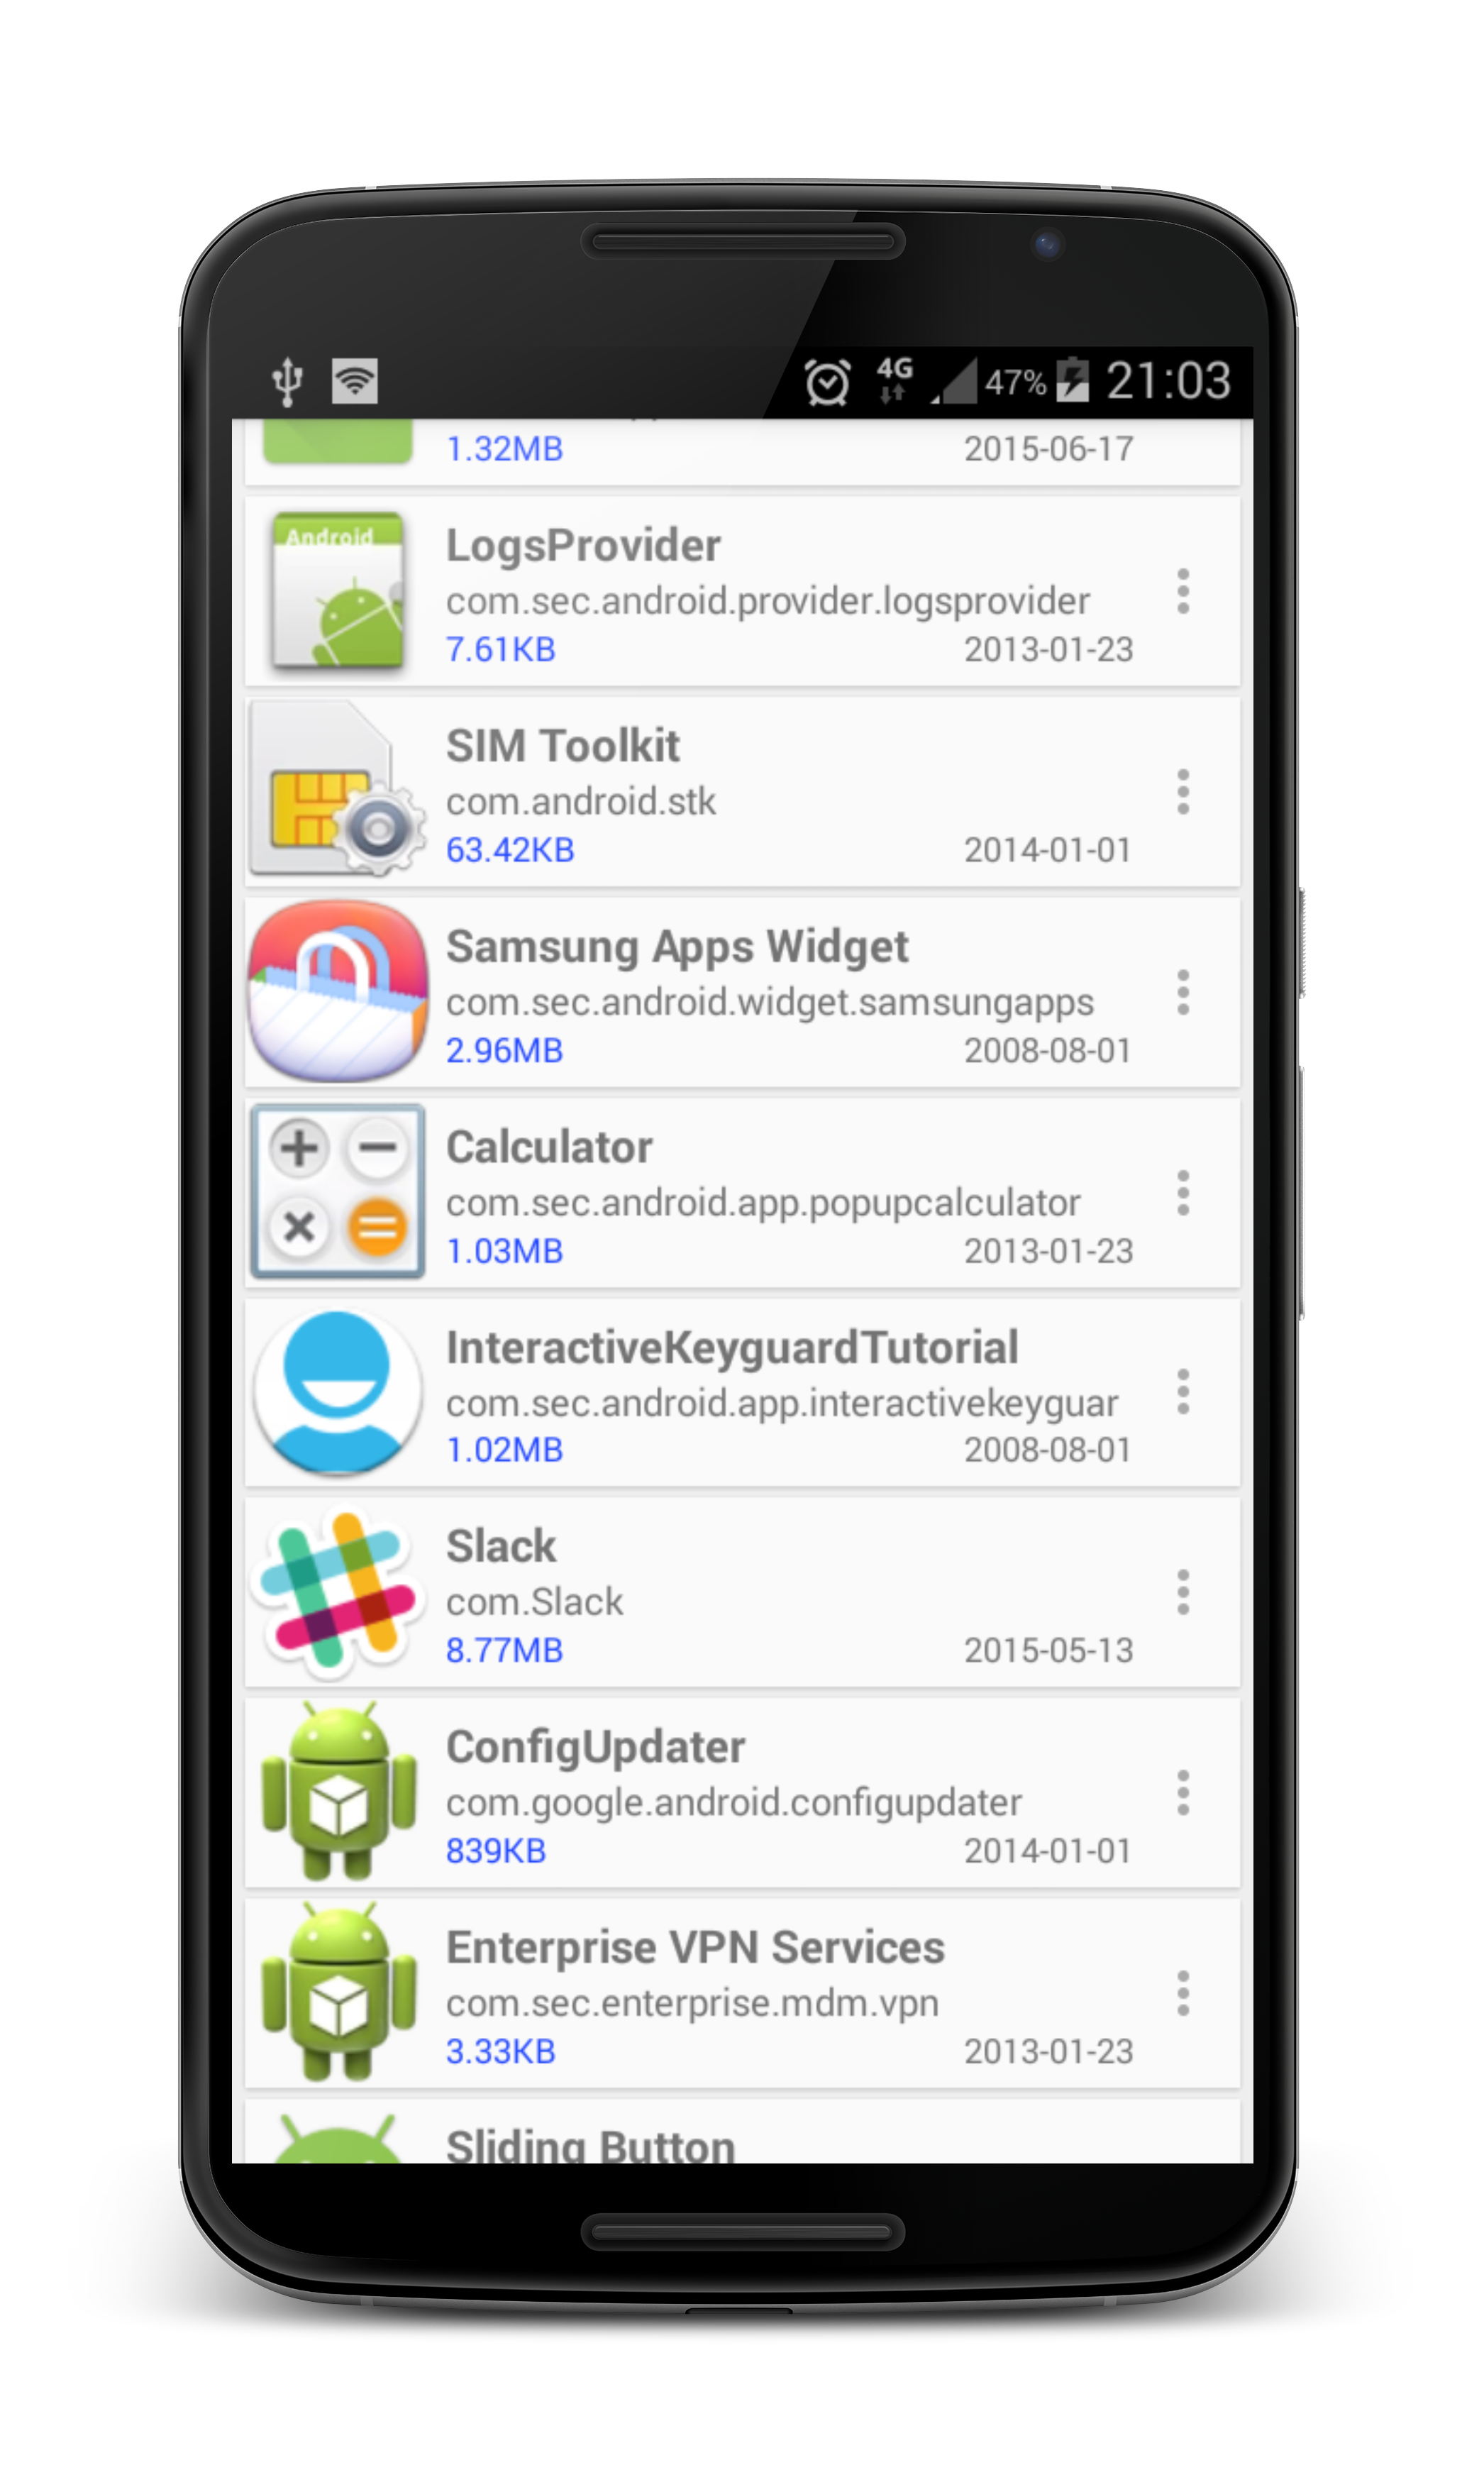 4G 47% 21:03
1.32MB 2015-06-17
Android
LogsProvider
com.sec.android.provider.logsprovider
7.61KB 2013-01-23
SIM Toolkit
com.android.stk
63.42KB 2014-01-01
Samsung Apps Widget
com.sec.android.widget.samsungapps
2.96MB 2008-08-01
Calculator
com.sec.android.app.popupcalculator
1.03MB 2013-01-23
InteractiveKeyguardTutorial
com.sec.android.app.interactivekeyguar
1.02MB 2008-08-01
Slack
com.Slack
8.77MB 2015-05-13
ConfigUpdater
com.google.android.configupdater
839KB 2014-01-01
Enterprise VPN Services
com.sec.enterprise.mdm.vpn
3.33KB 2013-01-23
Sliding Button